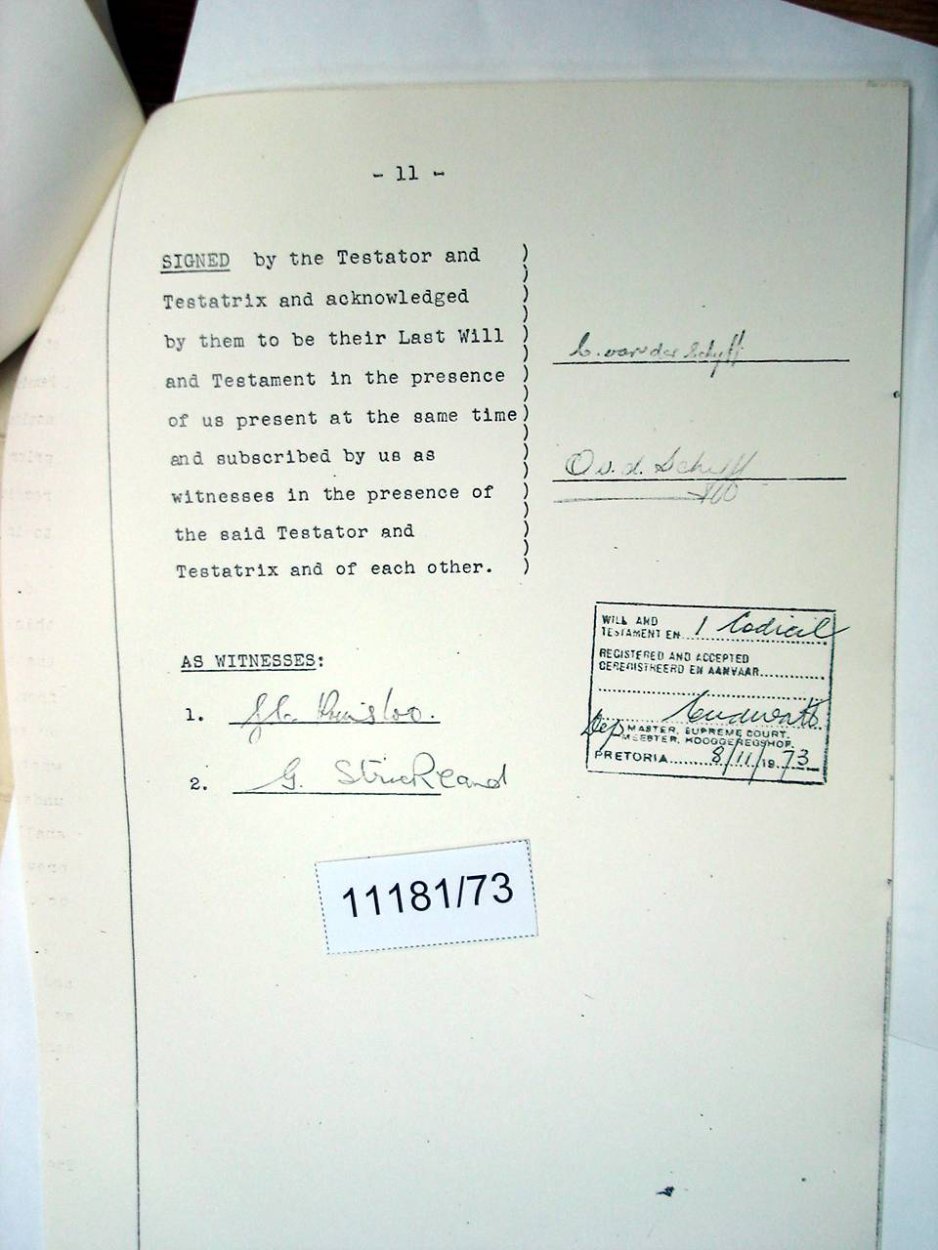 - 11 -
SIGNED by the Testator and
Testatrix and acknowledged
by them to be their Last Will
and Testament in the presence
of us present at the same time
and subscribed by us as
witnesses in the presence of
the said Testator and
Testatrix and of each other.
C. van der Schyff
O v. d. Schyff
AS WITNESSES:
1.
2. G. Strickland
WILL AND
TESTAMENT EN 1 Codicil
REGISTERED AND ACCEPTED
GEREGISTREERD EN AANVAAR
Dep MASTER, SUPREME COURT.
MEESTER, HOOGGEREGSHOF.
PRETORIA 8/11/1973
11181/73